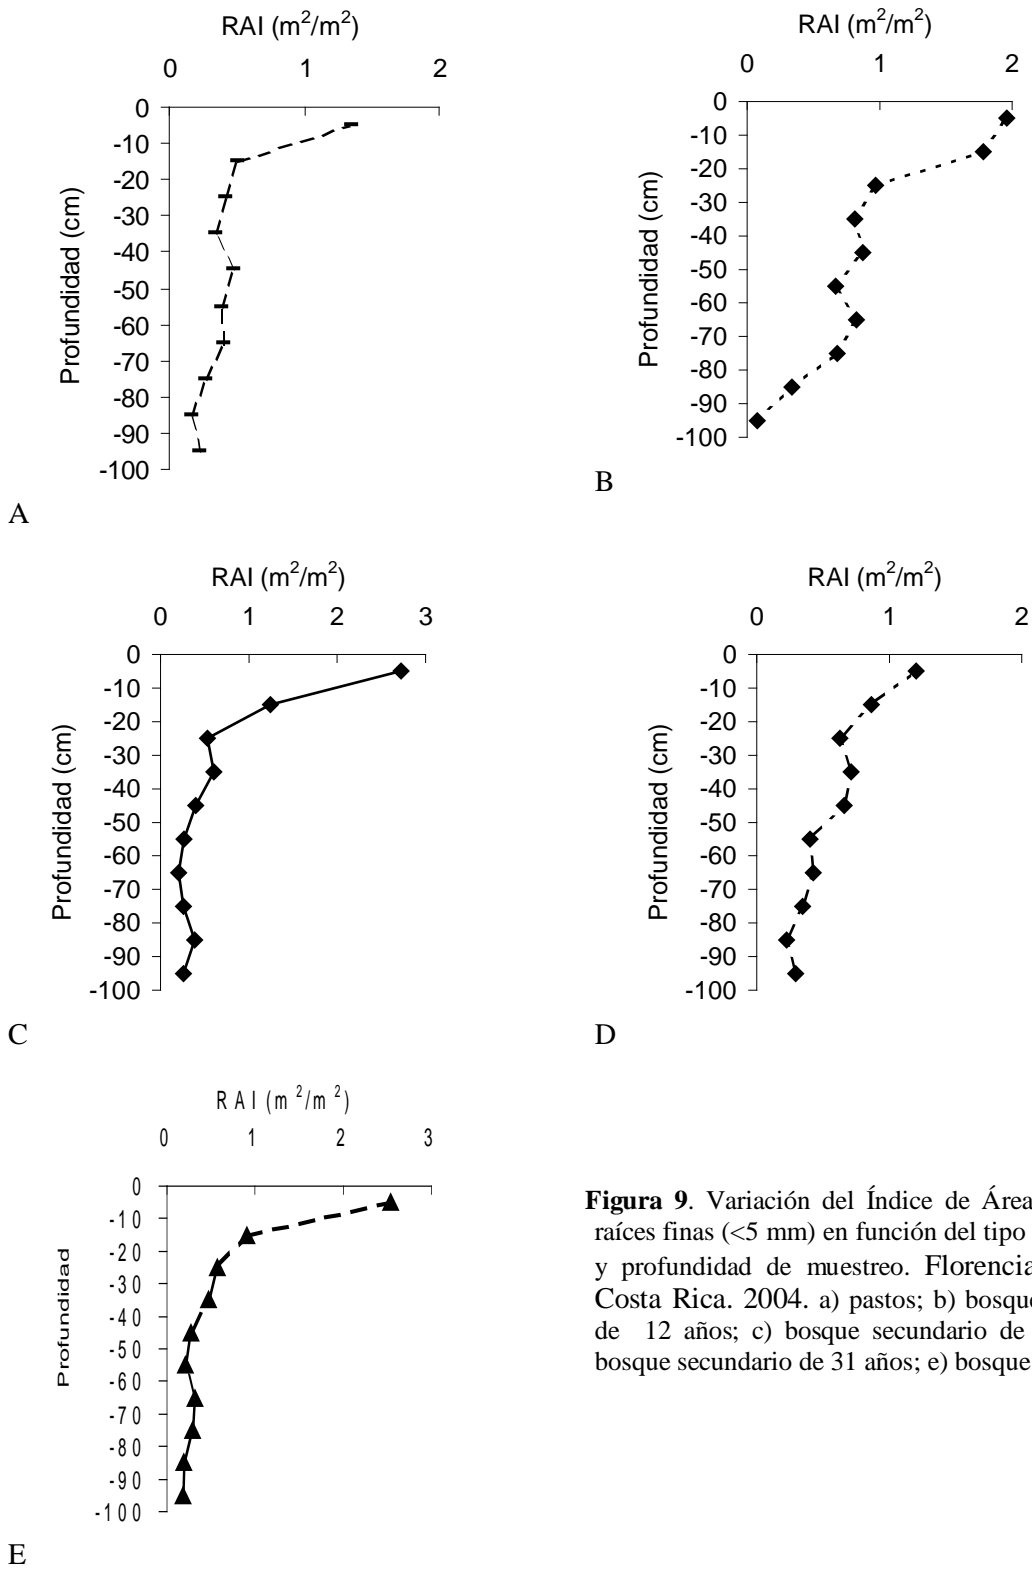 RAI (m²/m²)
0 1 2
0
-10
-20
-30
-40
-50
-60
-70
-80
-90
-100
Profundidad (cm)
A
RAI (m²/m²)
0 1 2
0
-10
-20
-30
-40
-50
-60
-70
-80
-90
-100
Profundidad (cm)
B
RAI (m²/m²)
0 1 2 3
0
-10
-20
-30
-40
-50
-60
-70
-80
-90
-100
Profundidad (cm)
C
RAI (m²/m²)
0 1 2
0
-10
-20
-30
-40
-50
-60
-70
-80
-90
-100
Profundidad (cm)
D
RAI (m²/m²)
0 1 2 3
0
-10
-20
-30
-40
-50
-60
-70
-80
-90
-100
Profundidad
E
Figura 9. Variación del Índice de Área
raíces finas (<5 mm) en función del tipo
y profundidad de muestreo. Florencia
Costa Rica. 2004. a) pastos; b) bosque
de 12 años; c) bosque secundario de
bosque secundario de 31 años; e) bosque